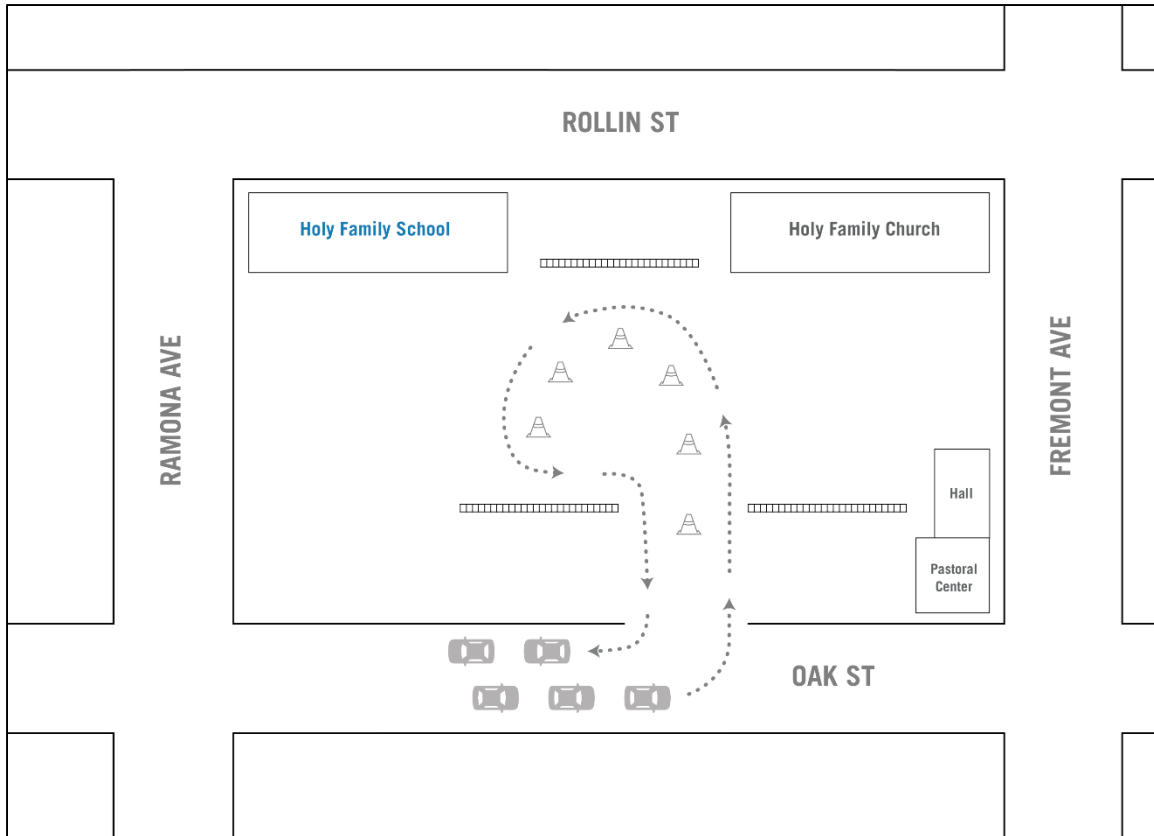 ROLLIN ST
Holy Family School
Holy Family Church
RAMONA AVE
FREMONT AVE
Hall
Pastoral
Center
OAK ST